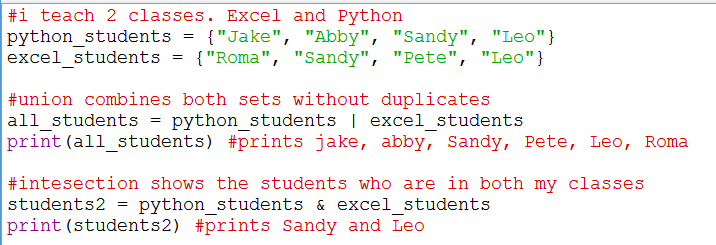 #i teach 2 classes. Excel and Python
python_students = {"Jake", "Abby", "Sandy", "Leo"}
excel_students = {"Roma", "Sandy", "Pete", "Leo"}
#union combines both sets without duplicates
all_students = python_students | excel_students
print(all_students) #prints jake, abby, Sandy, Pete, Leo, Roma
#intesection shows the students who are in both my classes
students2 = python_students & excel_students
print(students2) #prints Sandy and Leo